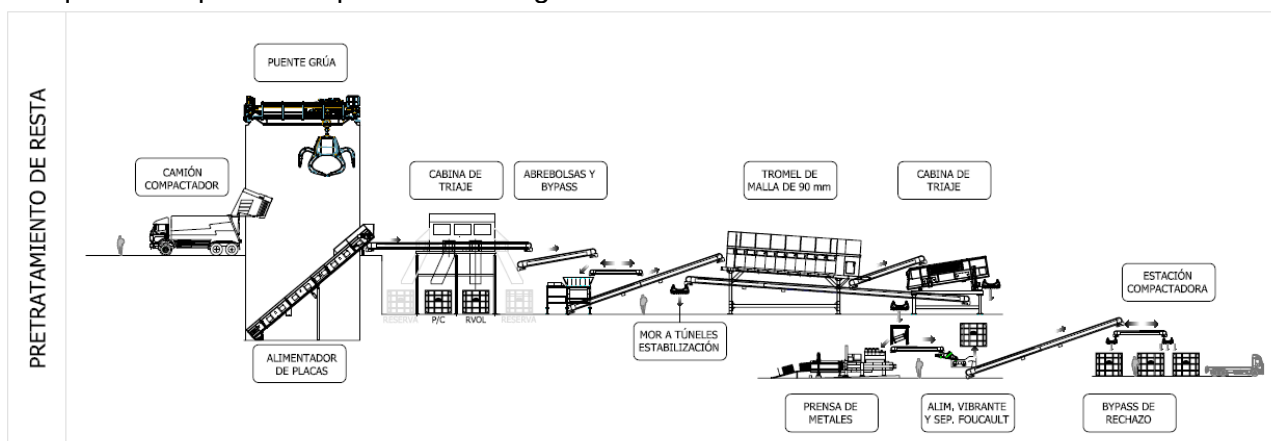 PRETRATAMIENTO DE RESTA
PUENTE GRÚA
CAMIÓN
COMPACTADOR
CABINA DE
TRIAJE
ABREBOLSAS Y
BYPASS
TROMEL DE
MALLA DE 90 mm
CABINA DE
TRIAJE
ESTACIÓN
COMPACTADORA
RESERVA
P/C
RVOL
RESERVA
MOR A TÚNELES
ESTABILIZACIÓN
ALIMENTADOR
DE PLACAS
PRENSA DE
METALES
ALIM, VIBRANTE
Y SEP. FOUCAULT
BYPASS DE
RECHAZO